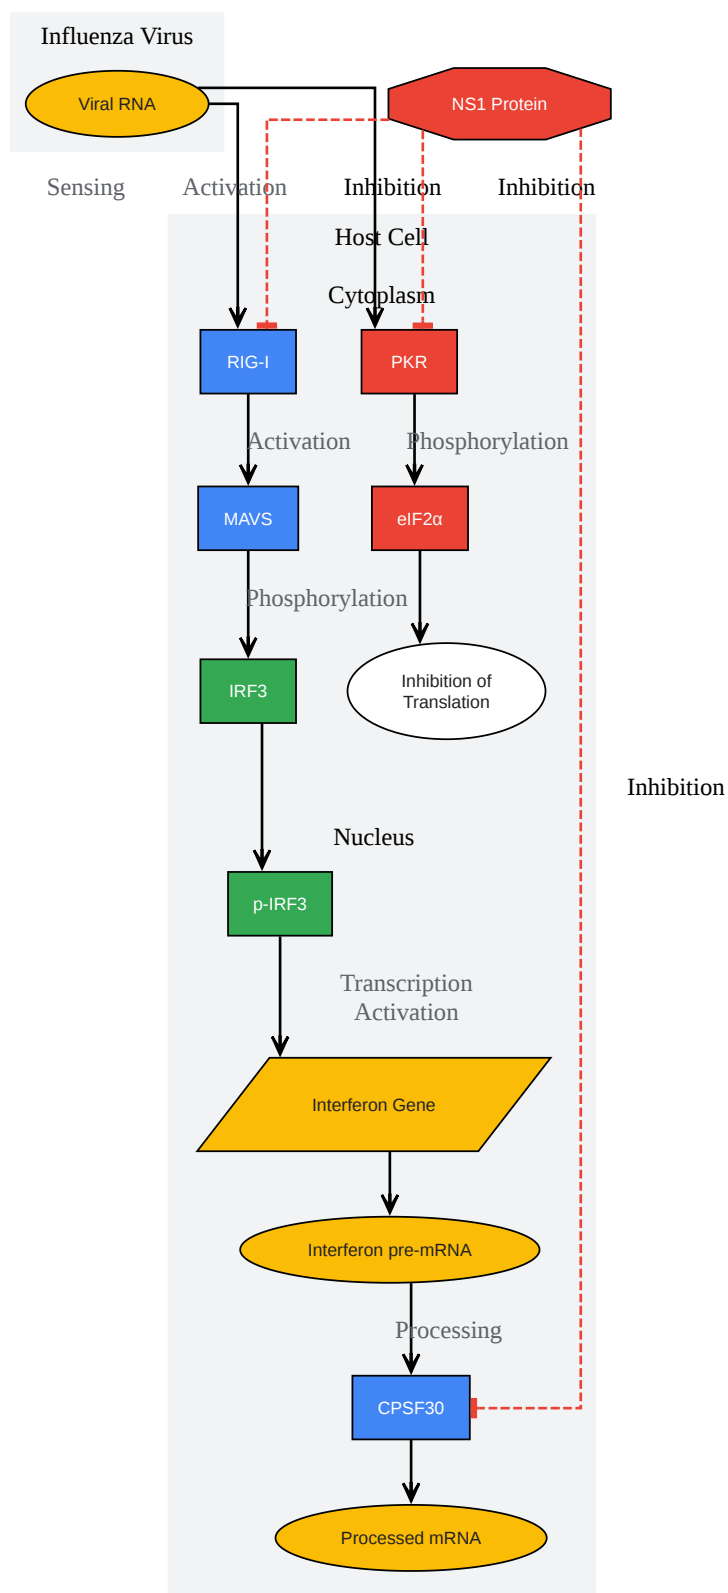 Influenza Virus
Viral RNA
NS1 Protein
Sensing
Activation
Inhibition
Inhibition
Host Cell
Cytoplasm
RIG-I
PKR
Activation
Phosphorylation
MAVS
eIF2α
Phosphorylation
IRF3
Inhibition of
Translation
Inhibition
Nucleus
p-IRF3
Transcription
Activation
Interferon Gene
Interferon pre-mRNA
Processing
CPSF30
Processed mRNA